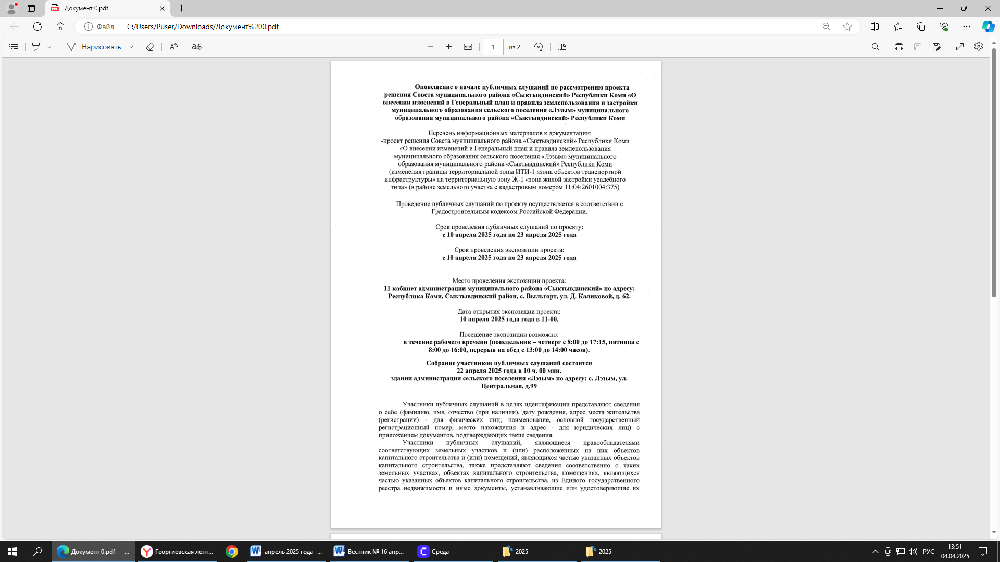 Документ 0.pdf
Файл
C:/Users/Puser/Downloads/Документ%200.pdf
Нарисовать
1
из 2
Оповещение о начале публичных слушаний по рассмотрению проекта
решения Совета муниципального района «Сыктывдинский» Республики Коми «О
внесении изменений в Генеральный план и правила землепользования и застройки
муниципального образования сельского поселения «Лэзым» муниципального
образования муниципального района «Сыктывдинский» Республики Коми
Перечень информационных материалов к документации:
-проект решения Совета муниципального района «Сыктывдинский» Республики Коми
«О внесении изменений в Генеральный план и правила землепользования
муниципального образования сельского поселения «Лэзым» муниципального
образования муниципального района «Сыктывдинский» Республики Коми
(изменения границы территориальной зоны ИТИ-1 «зона объектов транспортной
инфраструктуры» на территориальную зону Ж-1 «зона жилой застройки усадебного
типа» (в районе земельного участка с кадастровым номером 11:04:2601004:375)
Проведение публичных слушаний по проекту осуществляется в соответствии с
Градостроительным кодексом Российской Федерации.
Срок проведения публичных слушаний по проекту:
с 10 апреля 2025 года по 23 апреля 2025 года
Срок проведения экспозиции проекта:
с 10 апреля 2025 года по 23 апреля 2025 года
Место проведения экспозиции проекта:
11 кабинет администрации муниципального района «Сыктывдинский» по адресу:
Республика Коми, Сыктывдинский район, с. Выльгорт, ул. Д. Каликовой, д. 62.
Дата открытия экспозиции проекта:
10 апреля 2025 года года в 11-00.
Посещение экспозиции возможно:
в течение рабочего времени (понедельник – четверг с 8:00 до 17:15, пятница с
8:00 до 16:00, перерыв на обед с 13:00 до 14:00 часов).
Собрание участников публичных слушаний состоится
22 апреля 2025 года в 10 ч. 00 мин.
здании администрации сельского поселения «Лэзым» по адресу: с. Лэзым, ул.
Центральная, д.99
Участники публичных слушаний в целях идентификации представляют сведения
о себе (фамилию, имя, отчество (при наличии), дату рождения, адрес места жительства
(регистрации) - для физических лиц; наименование, основной государственный
регистрационный номер, место нахождения и адрес - для юридических лиц) с
приложением документов, подтверждающих такие сведения.
Участники публичных слушаний, являющиеся правообладателями
соответствующих земельных участков и (или) расположенных на них объектов
капитального строительства и (или) помещений, являющихся частью указанных объектов
капитального строительства, также представляют сведения соответственно о таких
земельных участках, объектах капитального строительства, помещениях, являющихся
частью указанных объектов капитального строительства, из Единого государственного
реестра недвижимости и иные документы, устанавливающие или удостоверяющие их
Документ 0.pdf — ...
Георгиевская лент...
апрель 2025 года -...
Вестник № 16 апр...
Среда
2025
2025
РУС
13:51
04.04.2025